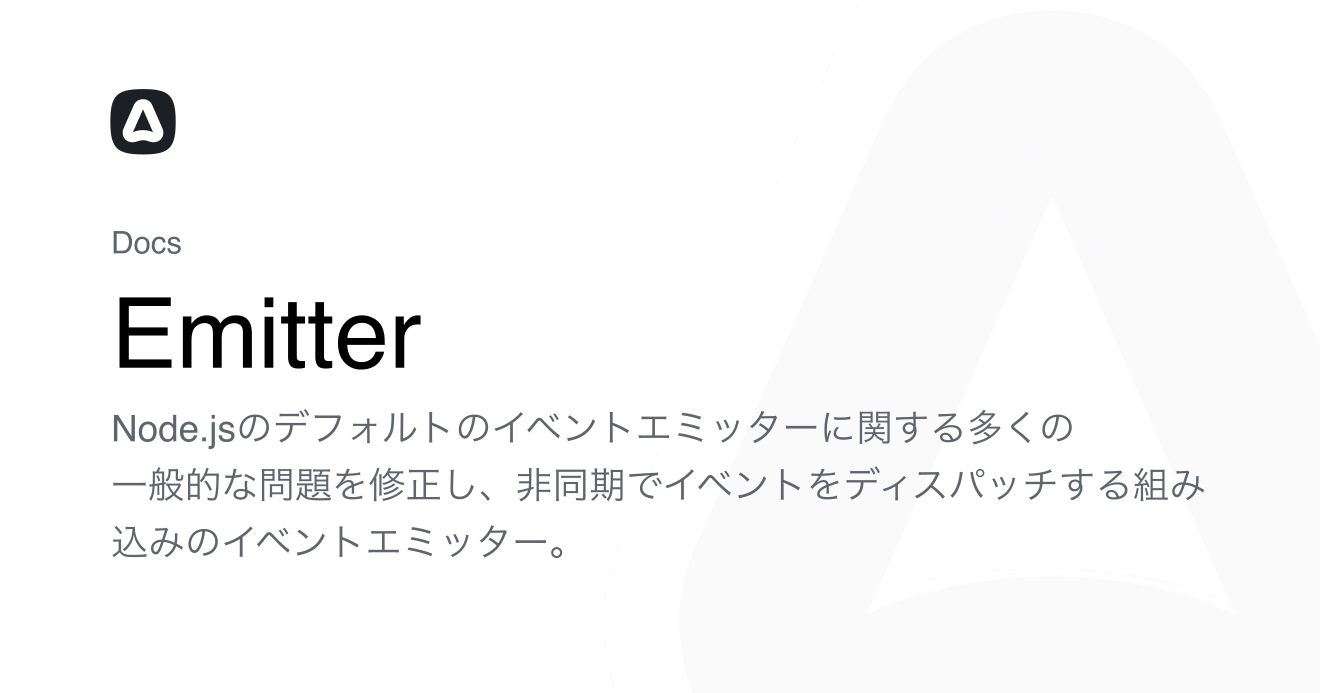 Docs
Emitter
Node.jsのデフォルトのイベントエミッターに関する多くの
一般的な問題を修正し、非同期でイベントをディスパッチする組み
込みのイベントエミッター。